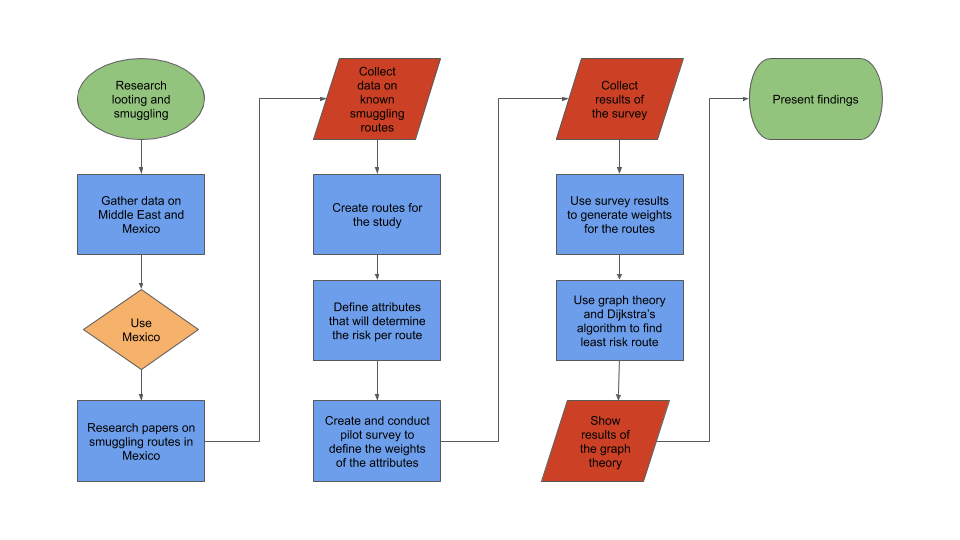 Research
looting and
smuggling
Gather data on
Middle East and
Mexico
Use
Mexico
Research papers on
smuggling routes in
Mexico
Collect
data on
known
smuggling
routes
Create routes for
the study
Define attributes
that will determine
the risk per route
Create and conduct
pilot survey to
define the weights
of the attributes
Collect
results of
the survey
Use survey results
to generate weights
for the routes
Use graph theory
and Dijkstra's
algorithm to find
least risk route
Show
results of
the graph
theory
Present findings